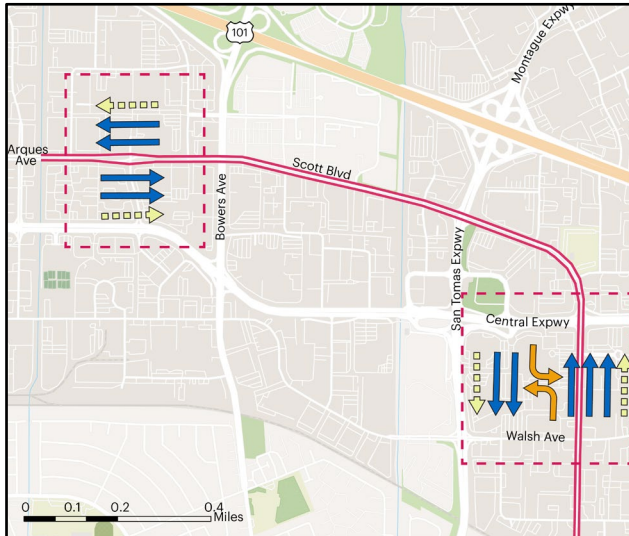 101
Montague Expwy
Arques
Ave
Scott Blvd
Bowers Ave
San Tomas Expwy
Central Expwy
Walsh Ave
0 0.1 0.2 0.4
Miles